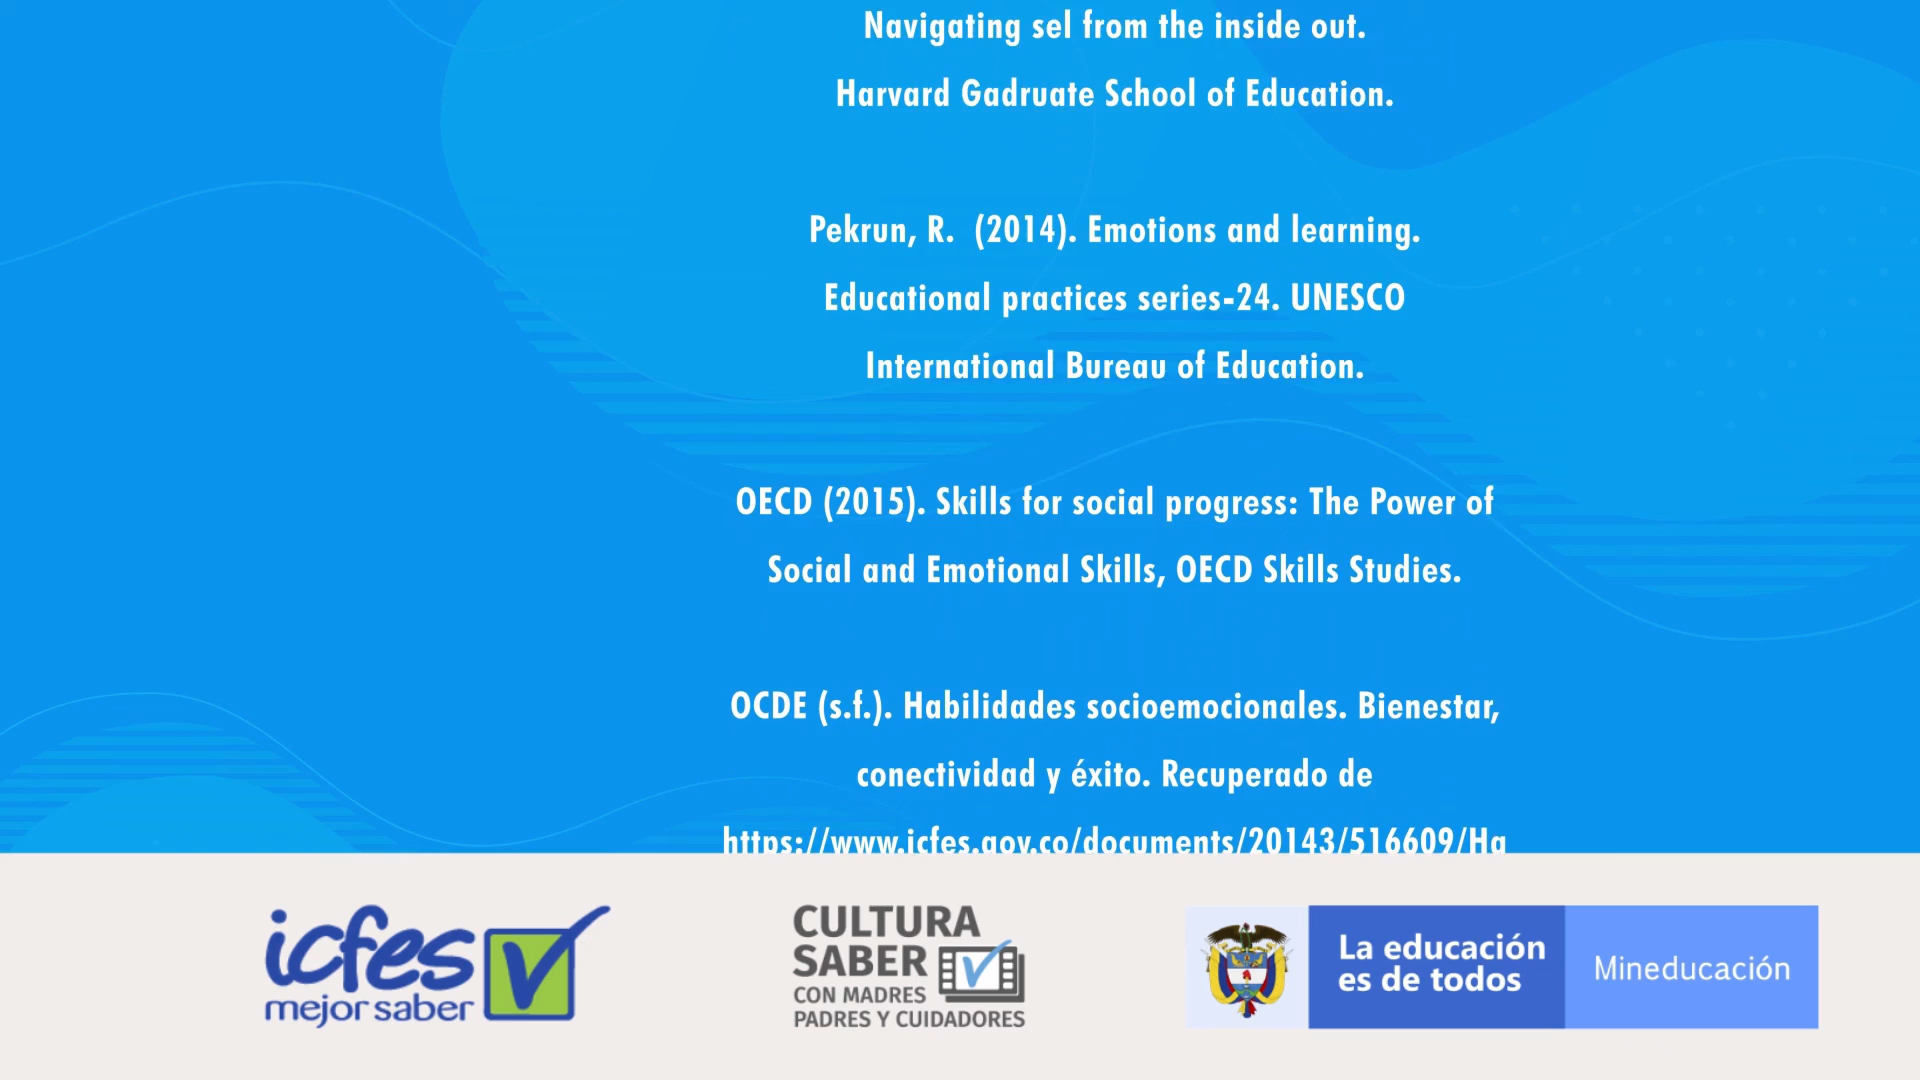 Navigating sel from the inside out.
Harvard Gadruate School of Education.
Pekrun, R.  (2014). Emotions and learning.
Educational practices series-24. UNESCO
International Bureau of Education.
OECD (2015). Skills for social progress: The Power of
Social and Emotional Skills, OECD Skills Studies.
OCDE (s.f.). Habilidades socioemocionales. Bienestar,
conectividad y éxito. Recuperado de
https://www.icfes.gov.co/documents/20143/516609/Ha
icfes
mejor saber
CULTURA
SABER
CON MADRES
PADRES Y CUIDADORES
La educación
es de todos
Mineducación